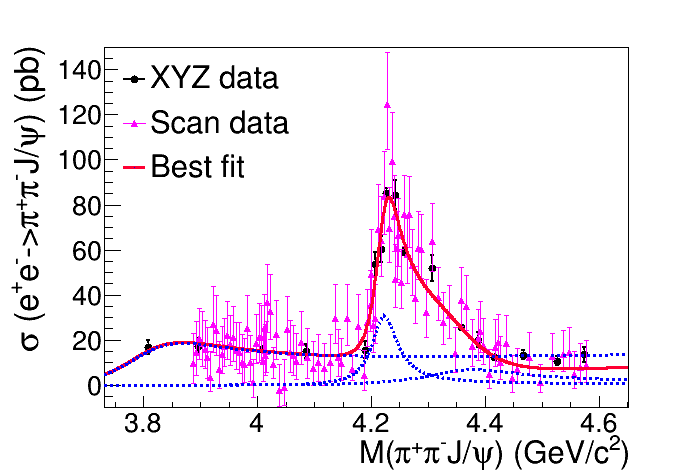 σ (e⁺e⁻->π⁺π⁻J/ψ) (pb)
140
120
100
80
60
40
20
0
XYZ data
Scan data
Best fit
3.8 4 4.2 4.4 4.6
M(π⁺π⁻J/ψ) (GeV/c²)